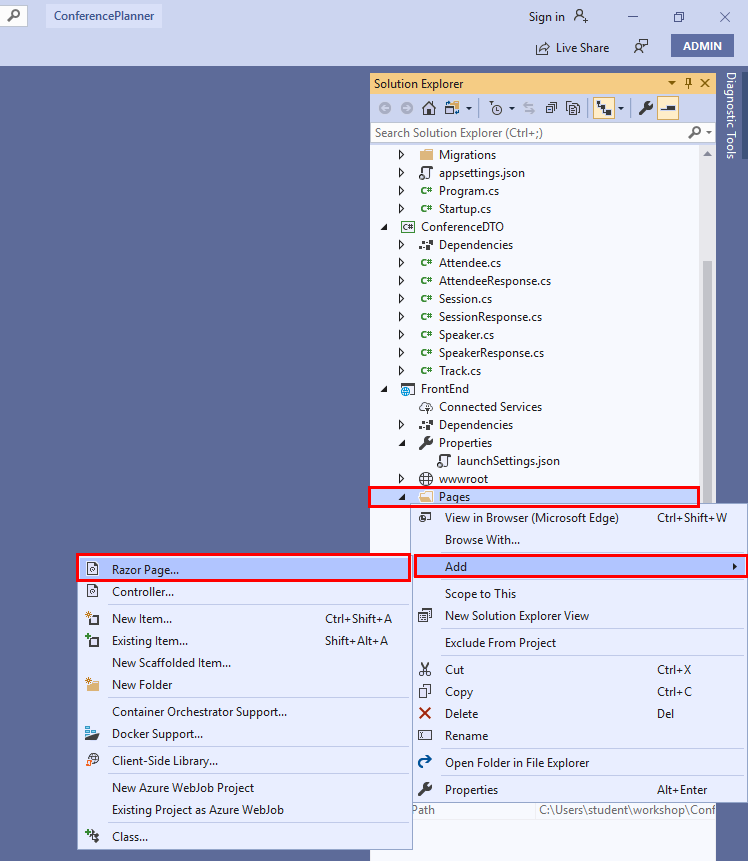 ConferencePlanner
Sign in
Live Share
ADMIN
Solution Explorer
Diagnostic Tools
Search Solution Explorer (Ctrl+;)
Migrations
appsettings.json
C# Program.cs
C# Startup.cs
C# ConferenceDTO
Dependencies
C# Attendee.cs
C# AttendeeResponse.cs
C# Session.cs
C# SessionResponse.cs
C# Speaker.cs
C# SpeakerResponse.cs
C# Track.cs
FrontEnd
Connected Services
Dependencies
Properties
launchSettings.json
wwwroot
Pages
View in Browser (Microsoft Edge) Ctrl+Shift+W
Browse With...
Add
Scope to This
New Solution Explorer View
Exclude From Project
Cut Ctrl+X
Copy Ctrl+C
Delete Del
Rename
Open Folder in File Explorer
Properties Alt+Enter
Path C:\Users\student\workshop\Conf
Razor Page...
Controller...
New Item... Ctrl+Shift+A
Existing Item... Shift+Alt+A
New Scaffolded Item...
New Folder
Container Orchestrator Support...
Docker Support...
Client-Side Library...
New Azure WebJob Project
Existing Project as Azure WebJob
Class...